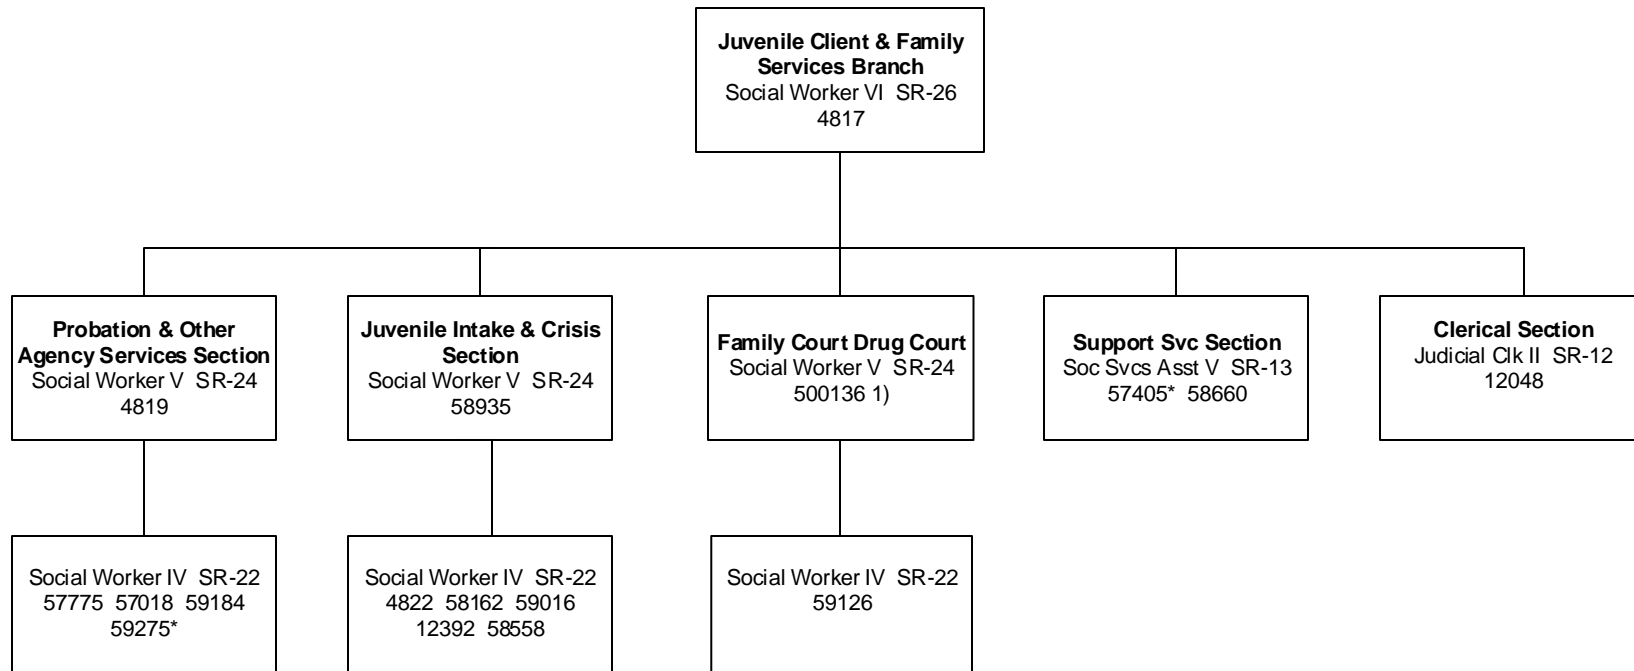 Juvenile Client & Family
Services Branch
Social Worker VI SR-26
4817
Probation & Other
Agency Services Section
Social Worker V SR-24
4819
Juvenile Intake & Crisis
Section
Social Worker V SR-24
58935
Family Court Drug Court
Social Worker V SR-24
500136 1)
Support Svc Section
Soc Svcs Asst V SR-13
57405* 58660
Clerical Section
Judicial Clk II SR-12
12048
Social Worker IV SR-22
57775 57018 59184
59275*
Social Worker IV SR-22
4822 58162 59016
12392 58558
Social Worker IV SR-22
59126